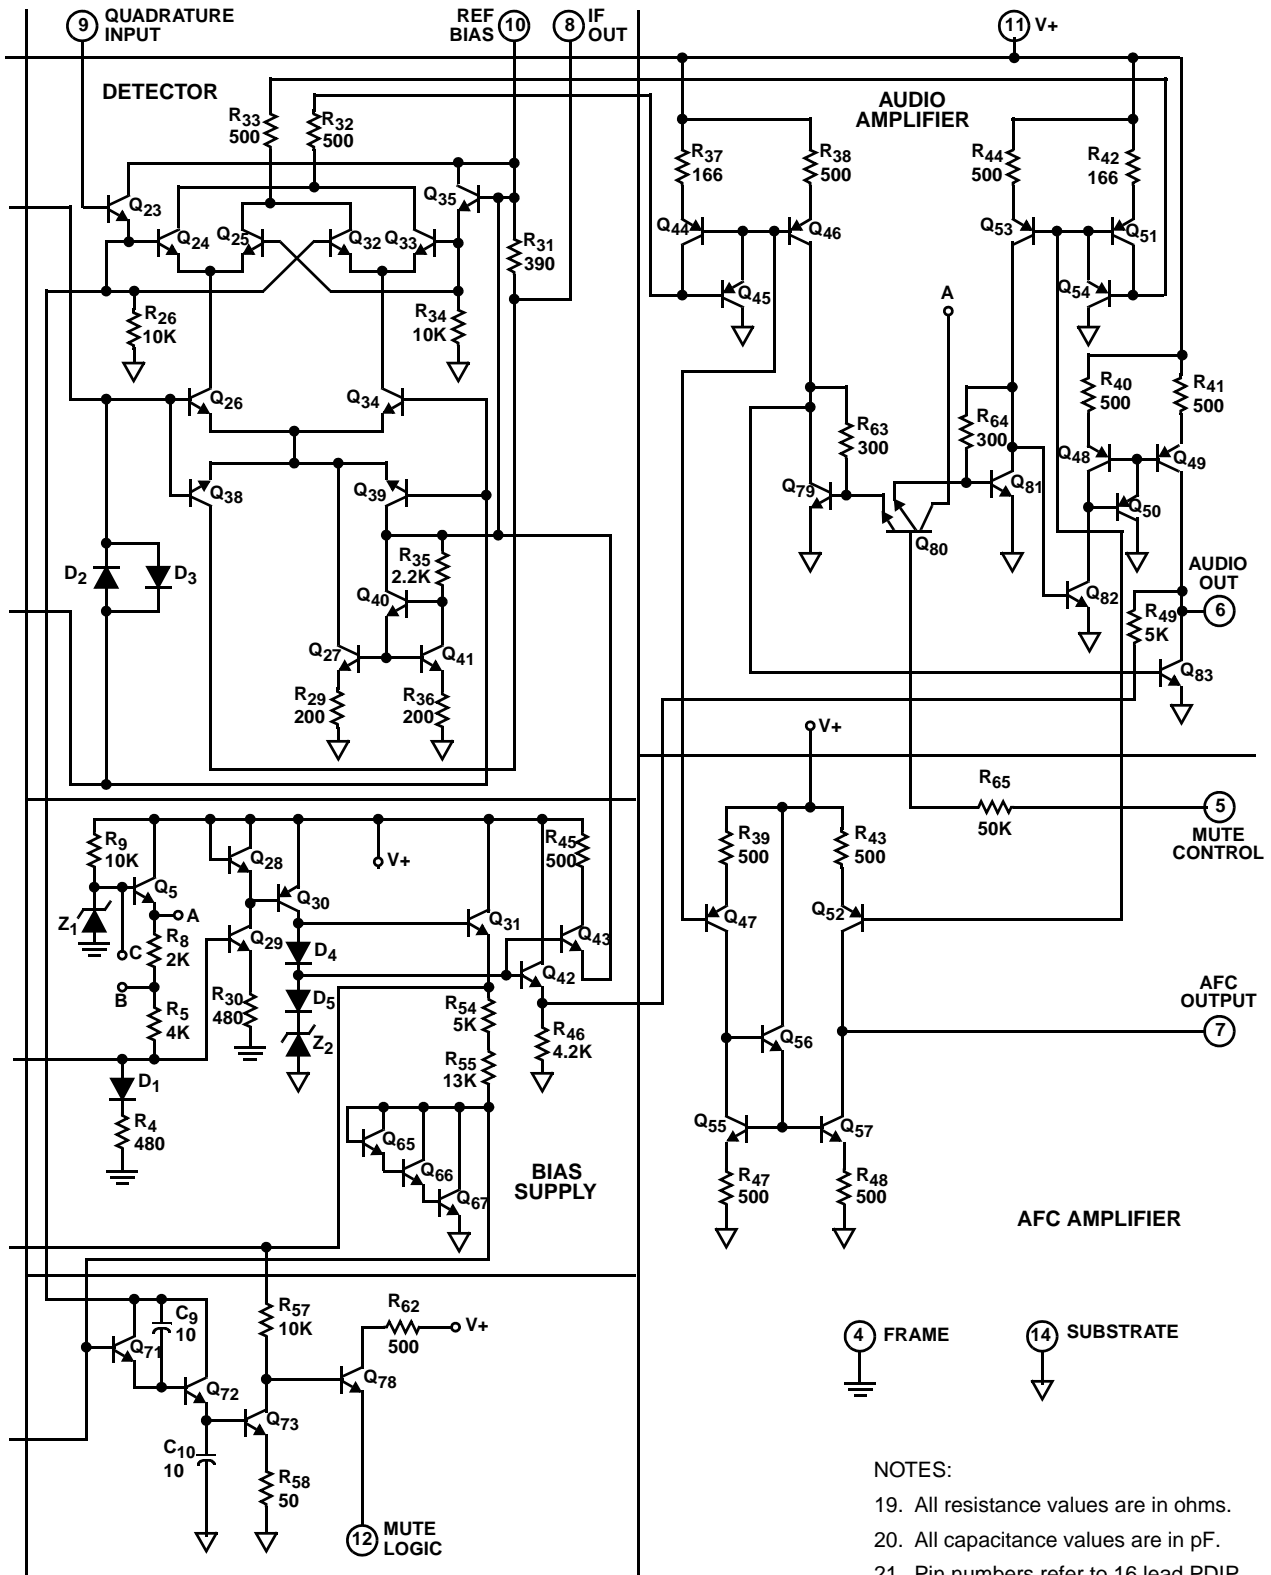 9 QUADRATURE INPUT
REF BIAS 10
8 IF OUT
11 V+
DETECTOR
AUDIO AMPLIFIER
R33 500
R32 500
R37 166
R38 500
R44 500
R42 166
Q23
Q24
Q25
Q32
Q33
Q35
R31 390
Q44
Q46
Q53
Q51
Q45
A
Q54
R26 10K
R34 10K
Q26
Q34
R40 500
R41 500
R63 300
R64 300
Q48
Q49
Q38
Q39
Q79
Q81
Q50
Q80
D2
D3
R35 2.2K
Q40
Q82
R49 5K
AUDIO OUT
6
Q27
Q41
Q83
R29 200
R36 200
V+
R65 50K
5
MUTE CONTROL
R9 10K
Q28
V+
R45 500
R39 500
R43 500
Q5
Q30
A
Z1
R8 2K
C
Q29
D4
Q31
Q43
Q47
Q52
B
R5 4K
R30 480
D5
Z2
Q42
R54 5K
R46 4.2K
AFC OUTPUT
7
Q56
D1
R4 480
R55 13K
Q55
Q57
Q65
Q66
Q67
BIAS SUPPLY
R47 500
R48 500
AFC AMPLIFIER
C9 10
R57 10K
R62 500
V+
Q71
Q72
Q78
Q73
4 FRAME
14 SUBSTRATE
C10 10
R58 50
12 MUTE LOGIC
NOTES:
19. All resistance values are in ohms.
20. All capacitance values are in pF.
21. Pin numbers refer to 16 lead PDIP.